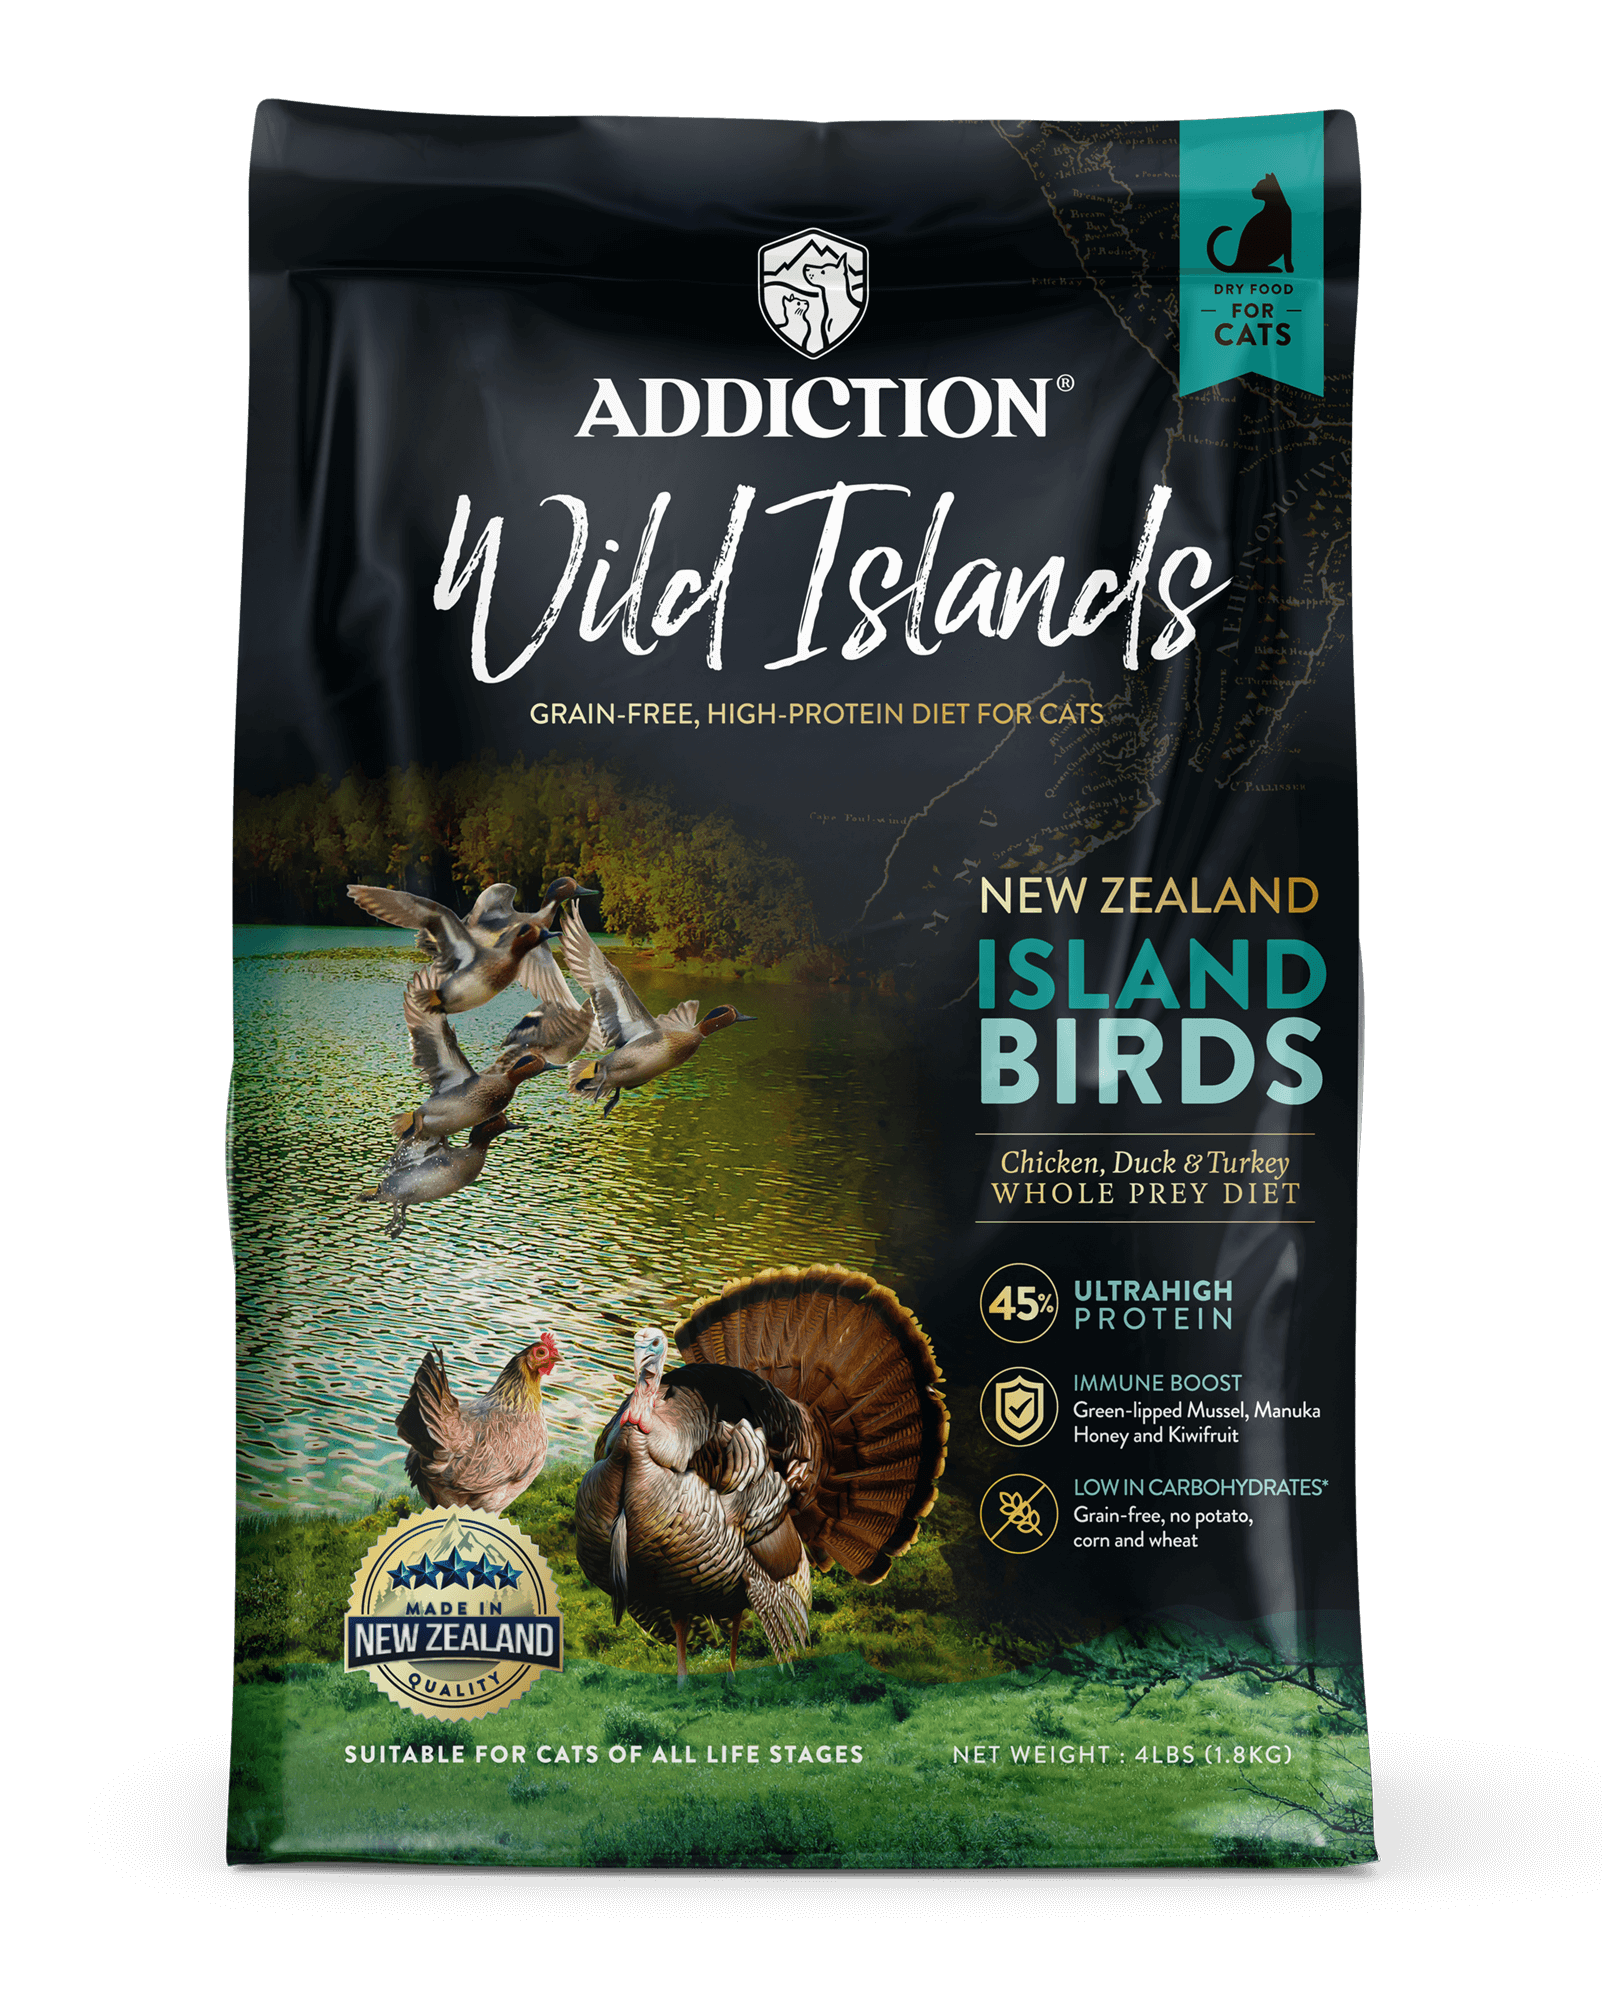 DRY FOOD
FOR
CATS
ADDICTION®
Wild Islands
GRAIN-FREE, HIGH-PROTEIN DIET FOR CATS
Cape Foul-wind
NEW ZEALAND
ISLAND
BIRDS
Chicken, Duck & Turkey
WHOLE PREY DIET
45% ULTRAHIGH
PROTEIN
IMMUNE BOOST
Green-lipped Mussel, Manuka
Honey and Kiwifruit
LOW IN CARBOHYDRATES*
Grain-free, no potato,
corn and wheat
MADE IN
NEW ZEALAND
QUALITY
SUITABLE FOR CATS OF ALL LIFE STAGES
NET WEIGHT : 4LBS (1.8KG)